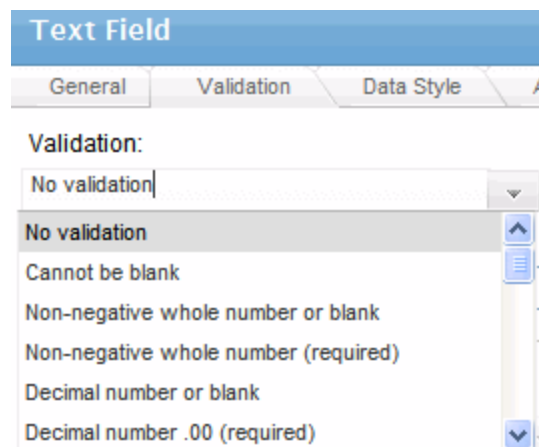 Text Field
General Validation Data Style
Validation:
No validation
No validation
Cannot be blank
Non-negative whole number or blank
Non-negative whole number (required)
Decimal number or blank
Decimal number .00 (required)